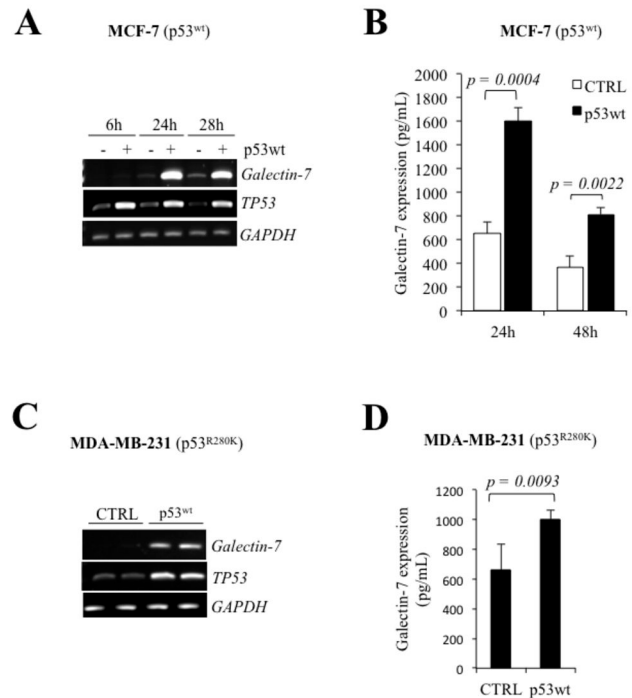 A
MCF-7 (p53wt)
6h 24h 28h
- + - + - + p53wt
Galectin-7
TP53
GAPDH
B
MCF-7 (p53wt)
Galectin-7 expression (pg/mL)
2000
1800
1600
1400
1200
1000
800
600
400
200
0
p = 0.0004
CTRL
p53wt
p = 0.0022
24h 48h
C
MDA-MB-231 (p53R280K)
CTRL p53wt
Galectin-7
TP53
GAPDH
D
MDA-MB-231 (p53R280K)
p = 0.0093
Galectin-7 expression
(pg/mL)
1200
1000
800
600
400
200
0
CTRL p53wt